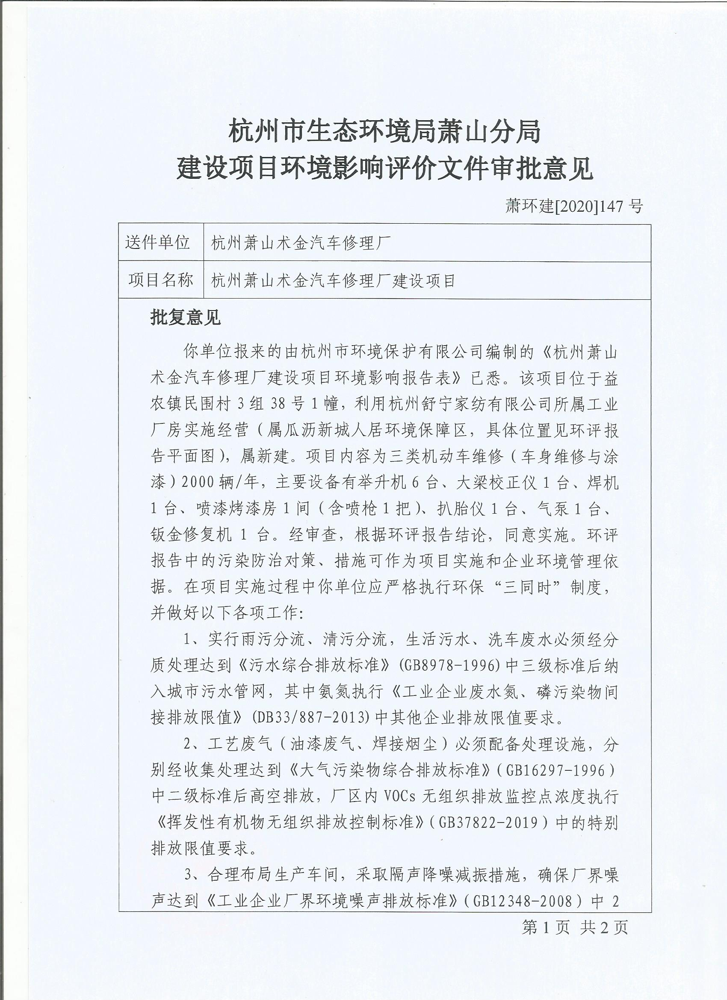 杭州市生态环境局萧山分局
建设项目环境影响评价文件审批意见
萧环建[2020]147 号
送件单位 杭州萧山术金汽车修理厂
项目名称 杭州萧山术金汽车修理厂建设项目
批复意见
你单位报来的由杭州市环境保护有限公司编制的《杭州萧山
术金汽车修理厂建设项目环境影响报告表》已悉。该项目位于益
农镇民围村 3 组 38 号 1 幢，利用杭州舒宁家纺有限公司所属工业
厂房实施经营（属瓜沥新城人居环境保障区，具体位置见环评报
告平面图），属新建。项目内容为三类机动车维修（车身维修与涂
漆）2000 辆/年，主要设备有举升机 6 台、大梁校正仪 1 台、焊机
1 台、喷漆烤漆房 1 间（含喷枪 1 把）、扒胎仪 1 台、气泵 1 台、
钣金修复机 1 台。经审查，根据环评报告结论，同意实施。环评
报告中的污染防治对策、措施可作为项目实施和企业环境管理依
据。在项目实施过程中你单位应严格执行环保“三同时”制度，
并做好以下各项工作：
1、实行雨污分流、清污分流，生活污水、洗车废水必须经分
质处理达到《污水综合排放标准》(GB8978-1996)中三级标准后纳
入城市污水管网，其中氨氮执行《工业企业废水氮、磷污染物间
接排放限值》(DB33/887-2013)中其他企业排放限值要求。
2、工艺废气（油漆废气、焊接烟尘）必须配备处理设施，分
别经收集处理达到《大气污染物综合排放标准》（GB16297-1996）
中二级标准后高空排放，厂区内 VOCs 无组织排放监控点浓度执行
《挥发性有机物无组织排放控制标准》（GB37822-2019）中的特别
排放限值要求。
3、合理布局生产车间，采取隔声降噪减振措施，确保厂界噪
声达到《工业企业厂界环境噪声排放标准》（GB12348-2008）中 2
第 1 页 共 2 页